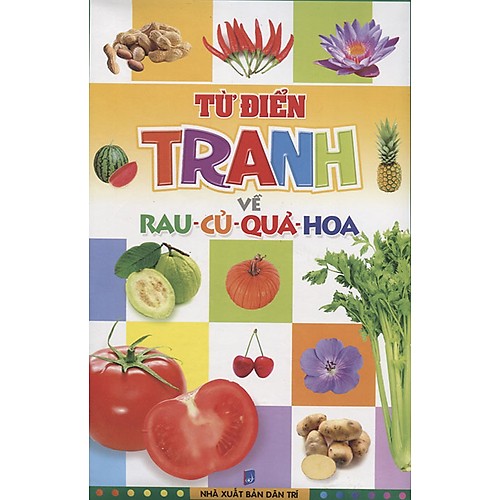 TỪ ĐIỂN
TRANH
VỀ
RAU-CỦ-QUẢ-HOA
NHÀ XUẤT BẢN DÂN TRÍ